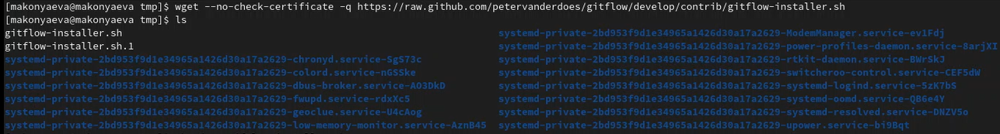 [makonyaeva@makonyaeva tmp]$ wget --no-check-certificate -q https://raw.github.com/petervanderdoes/gitflow/develop/contrib/gitflow-installer.sh
[makonyaeva@makonyaeva tmp]$ ls
gitflow-installer.sh systemd-private-2bd953f9d1e34965a1426d30a17a2629-ModemManager.service-ev1Fdj
gitflow-installer.sh.1 systemd-private-2bd953f9d1e34965a1426d30a17a2629-power-profiles-daemon.service-8arjXI
systemd-private-2bd953f9d1e34965a1426d30a17a2629-chronyd.service-SgS73c systemd-private-2bd953f9d1e34965a1426d30a17a2629-rtkit-daemon.service-BWrSkJ
systemd-private-2bd953f9d1e34965a1426d30a17a2629-colord.service-nGSSke systemd-private-2bd953f9d1e34965a1426d30a17a2629-switcheroo-control.service-CEF5dW
systemd-private-2bd953f9d1e34965a1426d30a17a2629-dbus-broker.service-AO3DkD systemd-private-2bd953f9d1e34965a1426d30a17a2629-systemd-logind.service-5zK7bS
systemd-private-2bd953f9d1e34965a1426d30a17a2629-fwupd.service-rdxXc5 systemd-private-2bd953f9d1e34965a1426d30a17a2629-systemd-oomd.service-QB6e4Y
systemd-private-2bd953f9d1e34965a1426d30a17a2629-geoclue.service-U4cAog systemd-private-2bd953f9d1e34965a1426d30a17a2629-systemd-resolved.service-DNZV5o
systemd-private-2bd953f9d1e34965a1426d30a17a2629-low-memory-monitor.service-AznB45 systemd-private-2bd953f9d1e34965a1426d30a17a2629-upower.service-bi9Bqt